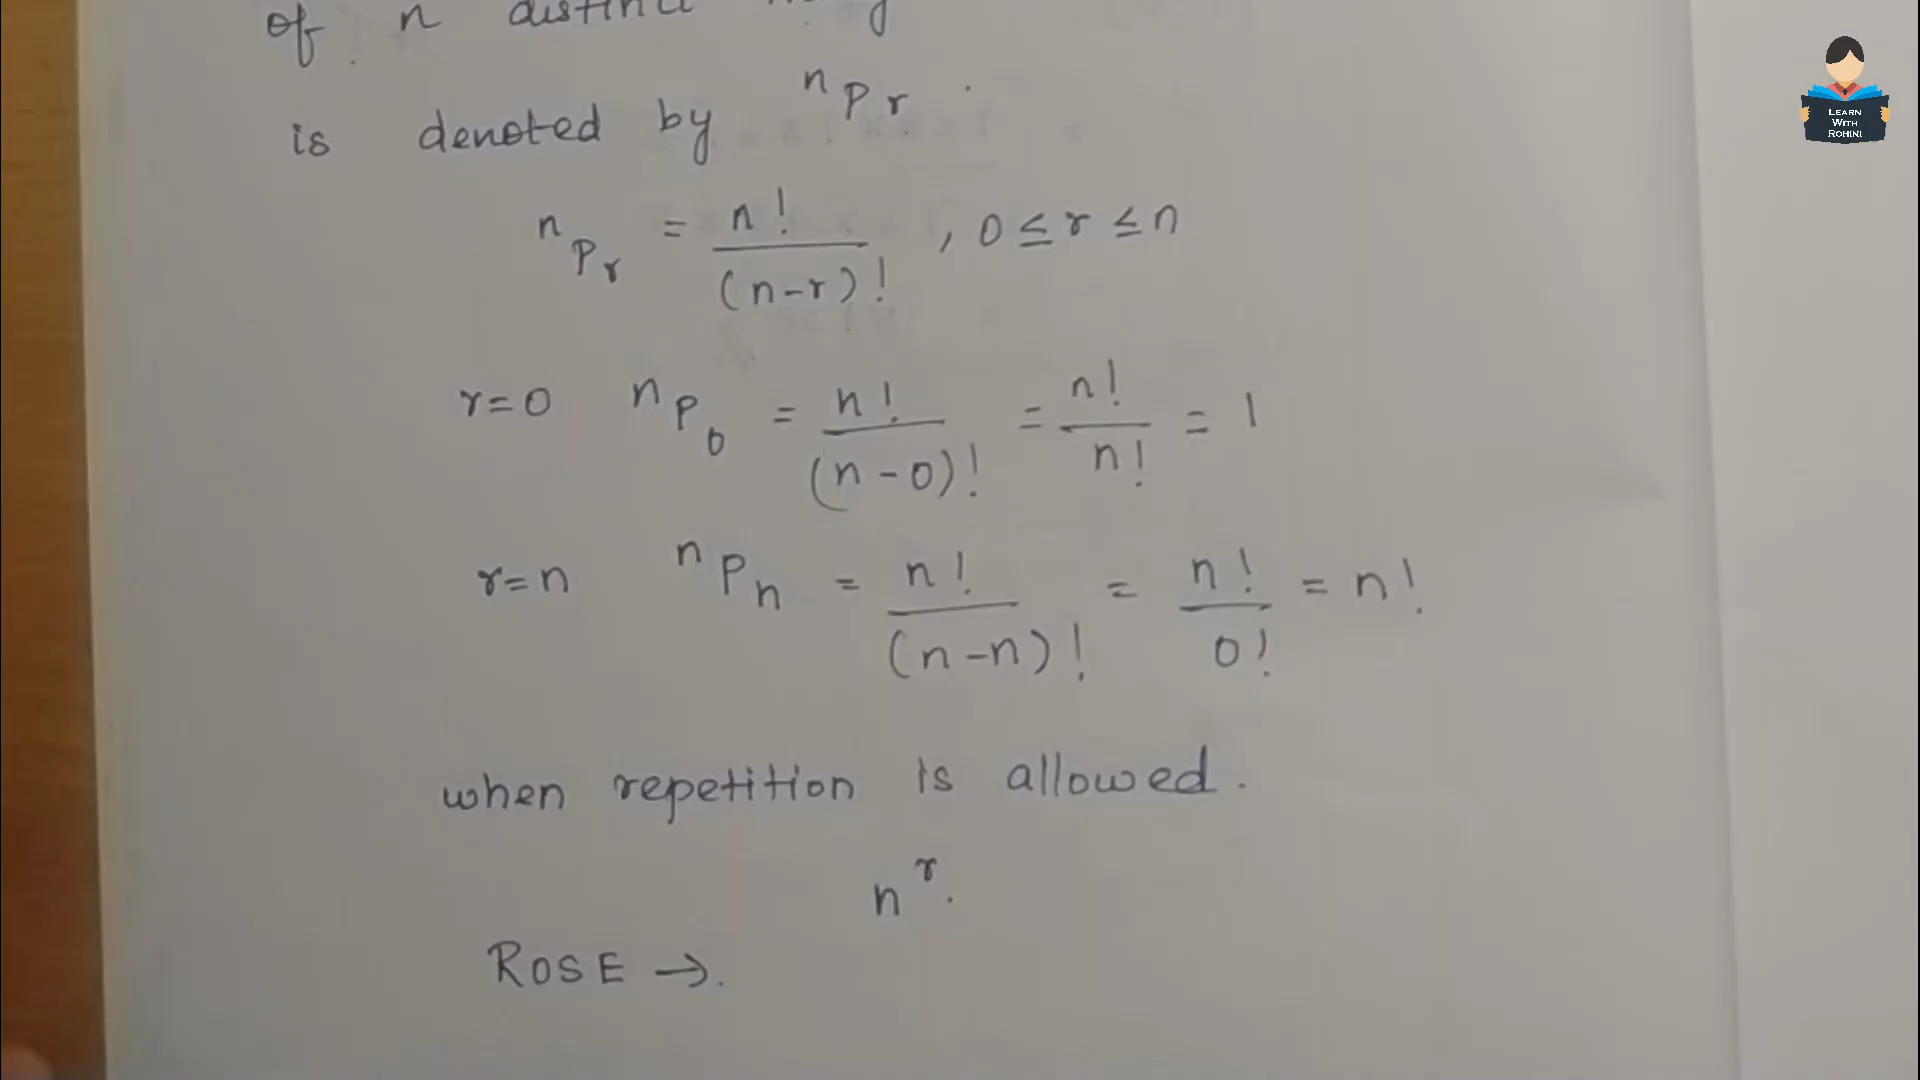 of n distinct
is denoted by ⁿPᵣ .
ⁿPᵣ = n! / (n-r)! , 0 ≤ r ≤ n
r=0 ⁿP₀ = n! / (n-0)! = n! / n! = 1
r=n ⁿPₙ = n! / (n-n)! = n! / 0! = n!
when repetition is allowed.
nʳ.
ROSE →.
LEARN
WITH
ROHINI